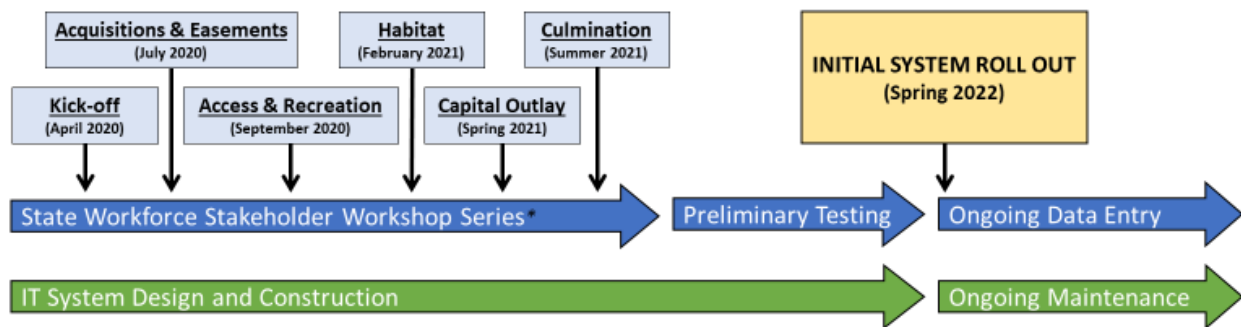 Acquisitions & Easements
(July 2020)
Habitat
(February 2021)
Culmination
(Summer 2021)
INITIAL SYSTEM ROLL OUT
(Spring 2022)
Kick-off
(April 2020)
Access & Recreation
(September 2020)
Capital Outlay
(Spring 2021)
State Workforce Stakeholder Workshop Series*
Preliminary Testing
Ongoing Data Entry
IT System Design and Construction
Ongoing Maintenance